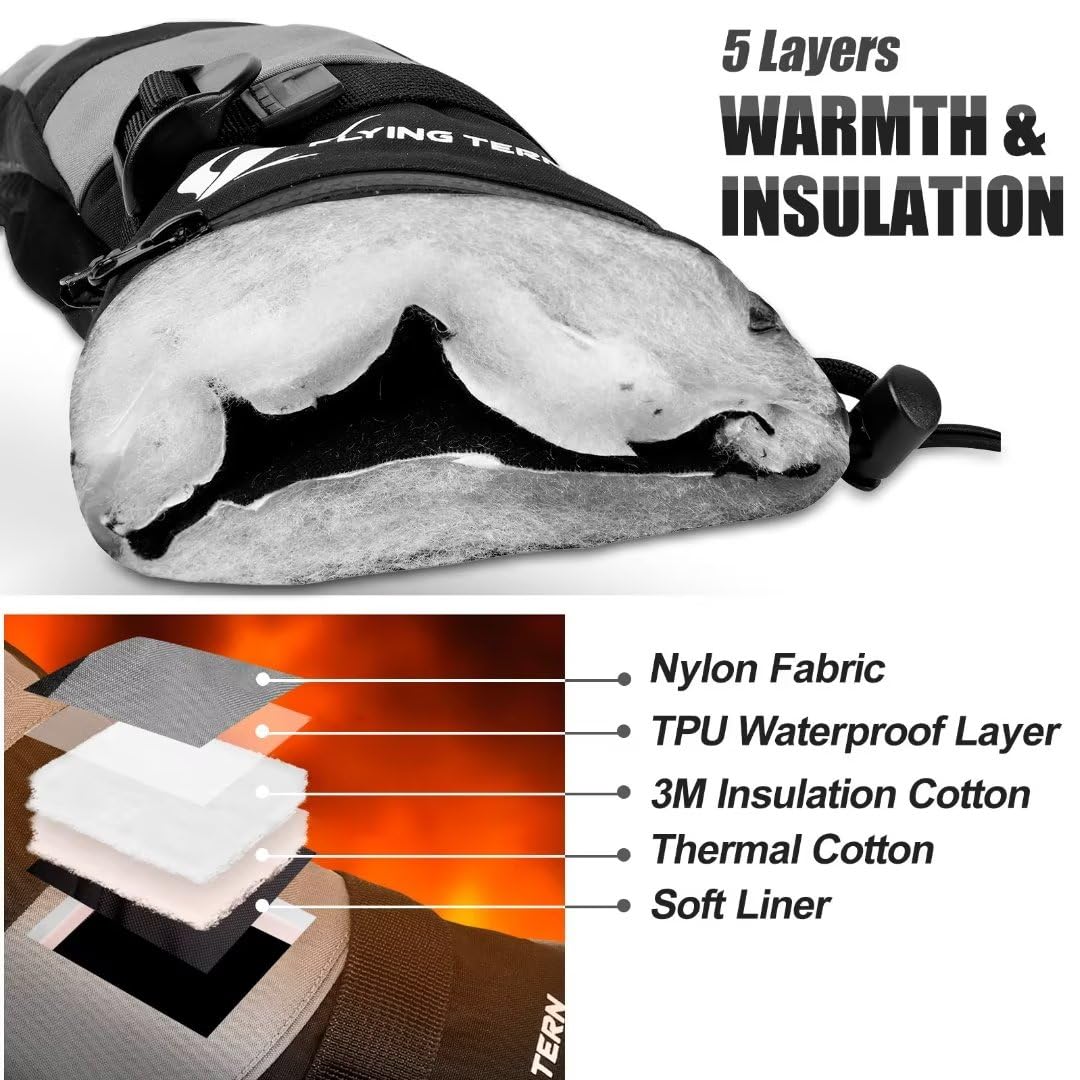 5 Layers
WARMTH &
INSULATION
FLYING TERN
Nylon Fabric
TPU Waterproof Layer
3M Insulation Cotton
Thermal Cotton
Soft Liner
TERN